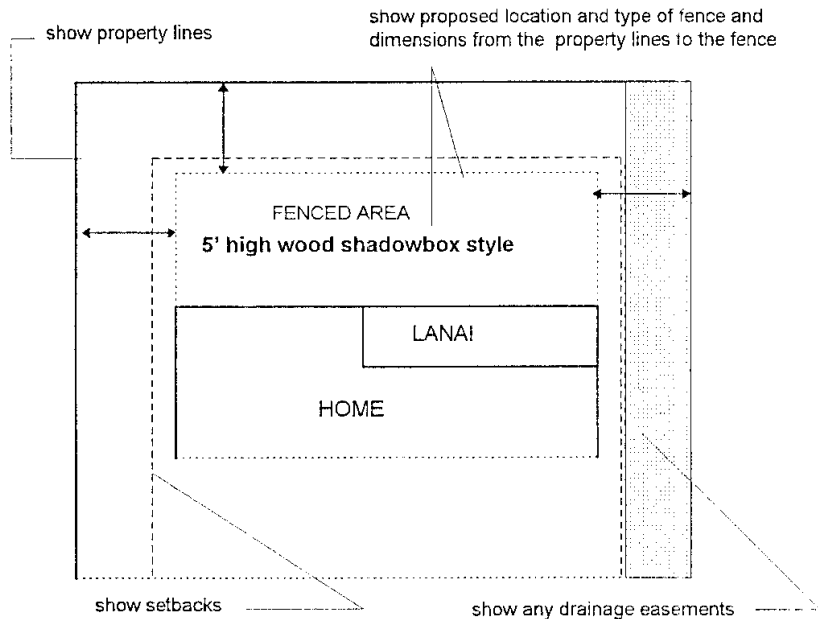 show property lines
show proposed location and type of fence and
dimensions from the property lines to the fence
FENCED AREA
5' high wood shadowbox style
LANAI
HOME
show setbacks
show any drainage easements